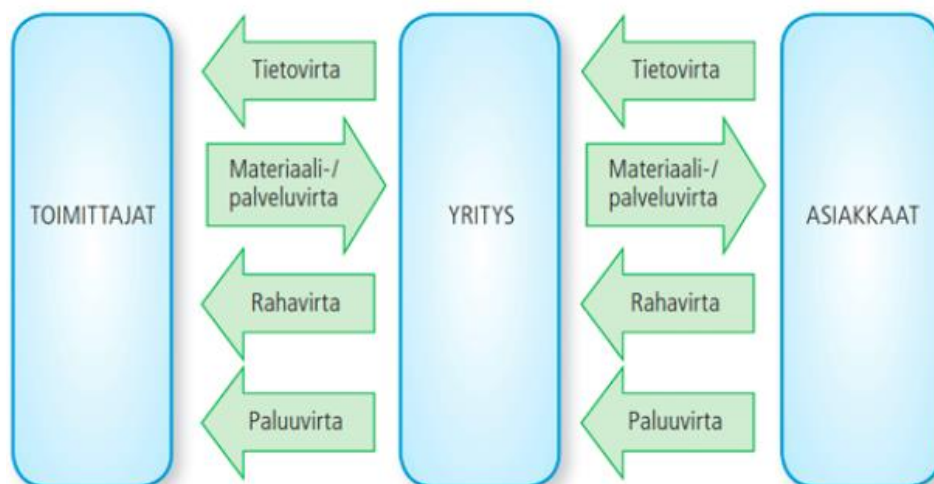 Tietovirta
Tietovirta
Materiaali-/
palveluvirta
Materiaali-/
palveluvirta
TOIMITTAJAT
YRITYS
ASIAKKAAT
Rahavirta
Rahavirta
Paluuvirta
Paluuvirta